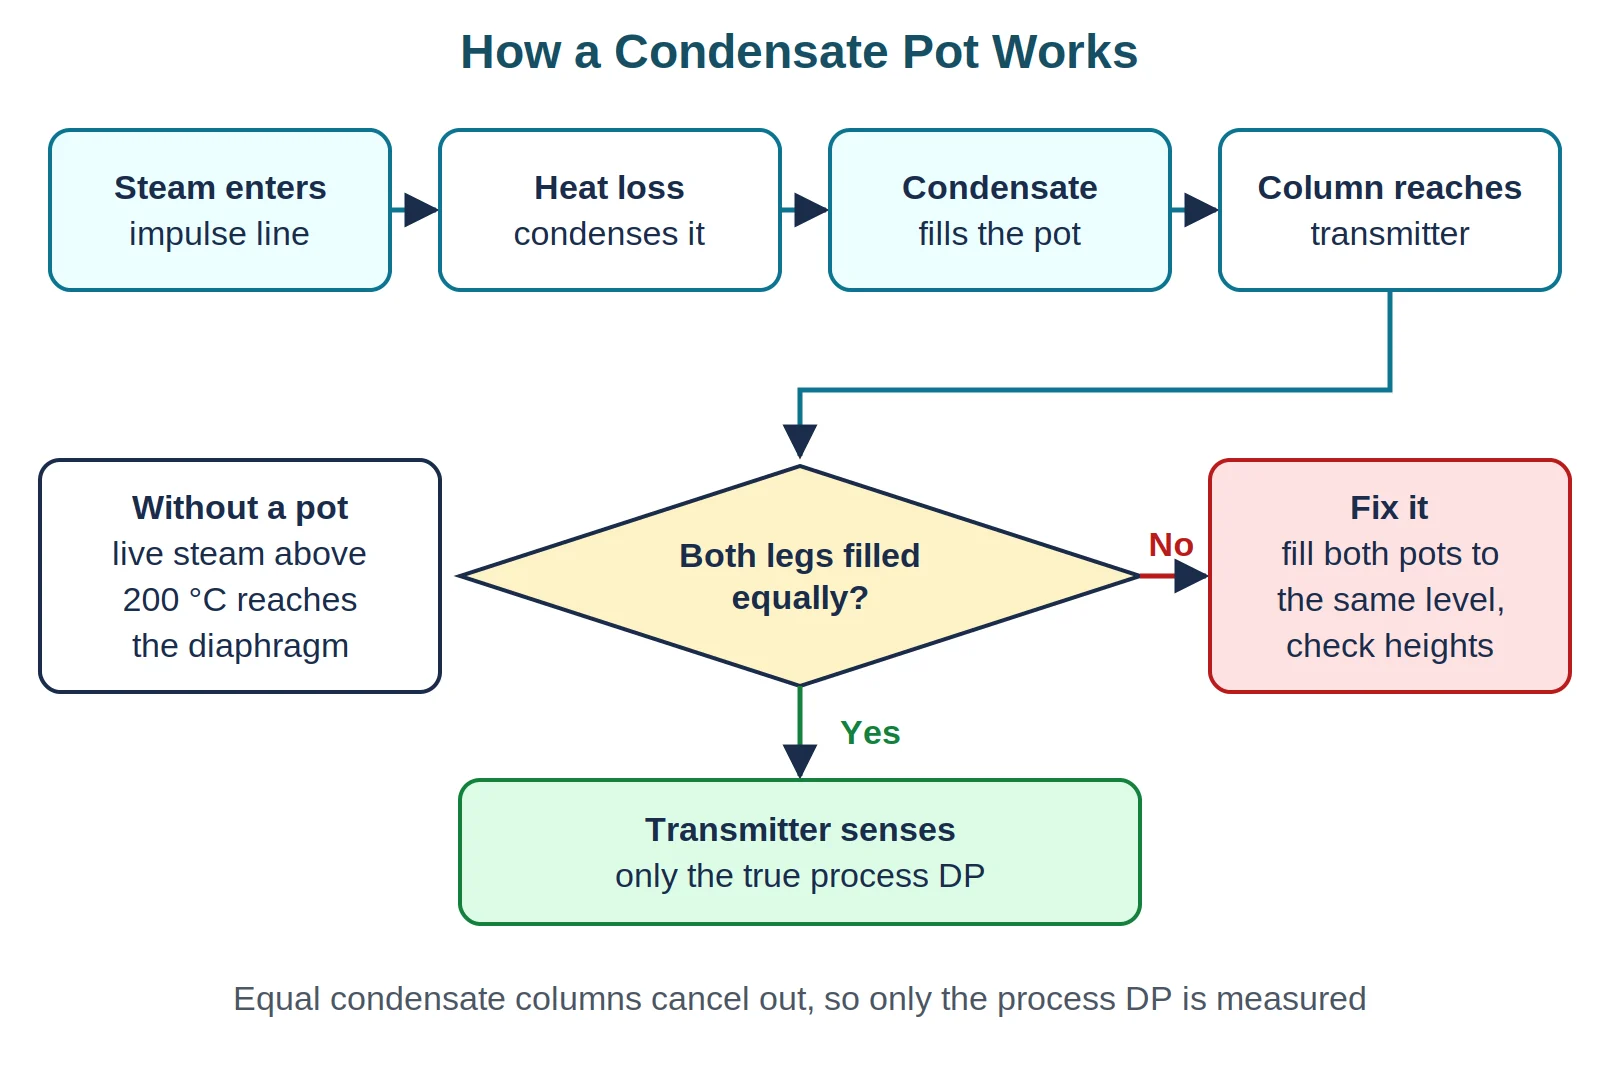 How a Condensate Pot Works
Steam enters
impulse line
Heat loss
condenses it
Condensate
fills the pot
Column reaches
transmitter
Without a pot
live steam above
200 °C reaches
the diaphragm
Both legs filled
equally?
No
Fix it
fill both pots to
the same level,
check heights
Yes
Transmitter senses
only the true process DP
Equal condensate columns cancel out, so only the process DP is measured